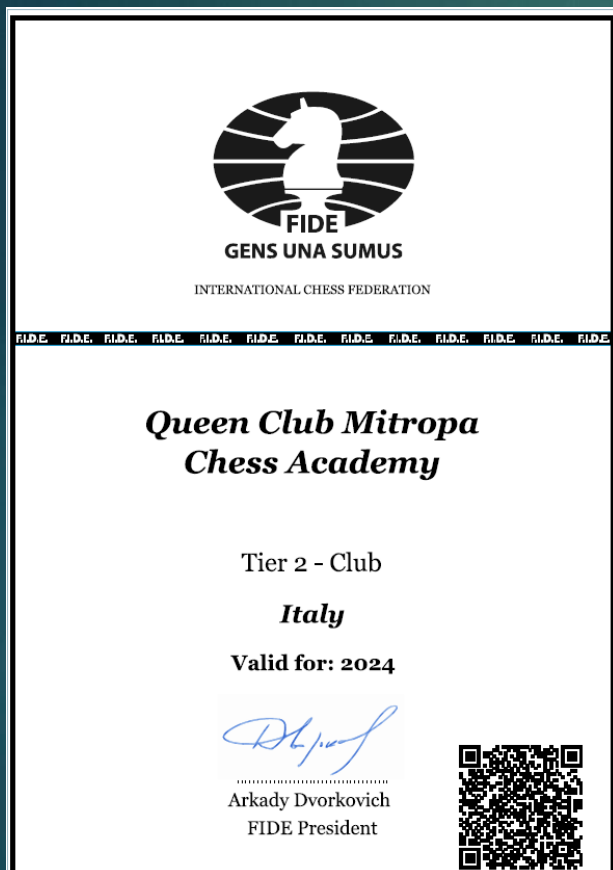 FIDE
GENS UNA SUMUS
INTERNATIONAL CHESS FEDERATION
F.I.D.E. F.I.D.E. F.I.D.E. F.I.D.E. F.I.D.E. F.I.D.E. F.I.D.E. F.I.D.E. F.I.D.E. F.I.D.E. F.I.D.E. F.I.D.E. F.I.D.E.
Queen Club Mitropa
Chess Academy
Tier 2 - Club
Italy
Valid for: 2024
Arkady Dvorkovich
FIDE President